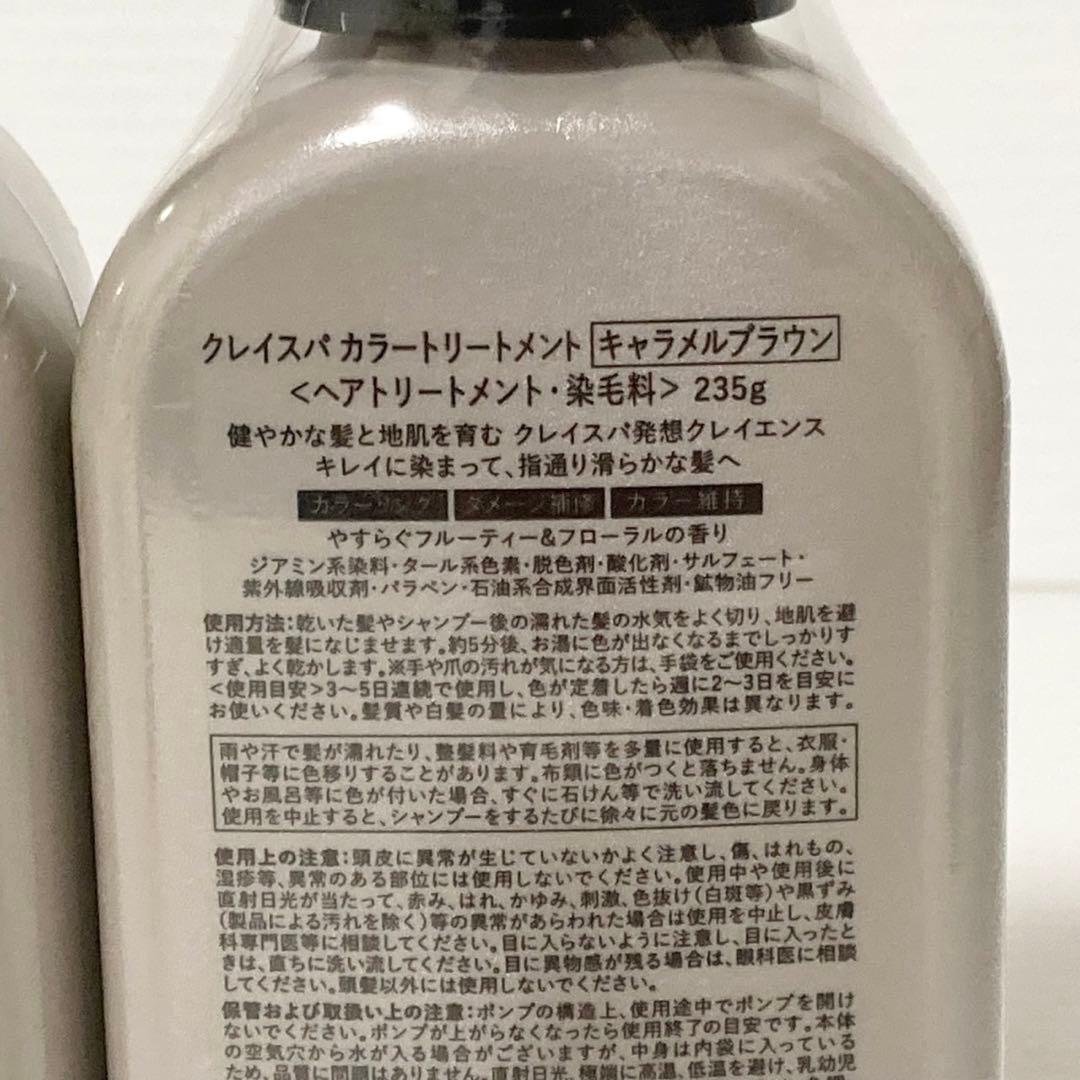 クレイスパ カラートリートメント キャラメルブラウン
<ヘアトリートメント・染毛料> 235g
健やかな髪と地肌を育む クレイスパ発想クレイエンス
キレイに染まって、指通り滑らかな髪へ
カラーリング ダメージ補修 カラー維持
やすらぐフルーティー&フローラルの香り
ジアミン系染料・タール系色素・脱色剤・酸化剤・サルフェート・
紫外線吸収剤・パラベン・石油系合成界面活性剤・鉱物油フリー
使用方法:乾いた髪やシャンプー後の濡れた髪の水気をよく切り、地肌を避
け適量を髪になじませます。約5分後、お湯に色が出なくなるまでしっかりす
すぎ、よく乾かします。※手や爪の汚れが気になる方は、手袋をご使用ください。
<使用目安>3〜5日連続で使用し、色が定着したら週に2〜3日を目安に
お使いください。髪質や白髪の量により、色味・着色効果は異なります。
雨や汗で髪が濡れたり、整髪料や育毛剤等を多量に使用すると、衣服・
帽子等に色移りすることがあります。布類に色がつくと落ちません。身体
やお風呂等に色が付いた場合、すぐに石けん等で洗い流してください。
使用を中止すると、シャンプーをするたびに徐々に元の髪色に戻ります。
使用上の注意:頭皮に異常が生じていないかよく注意し、傷、はれもの、
湿疹等、異常のある部位には使用しないでください。使用中や使用後に
直射日光が当たって、赤み、はれ、かゆみ、刺激、色抜け(白斑等)や黒ずみ
(製品による汚れを除く)等の異常があらわれた場合は使用を中止し、皮膚
科専門医等に相談してください。目に入らないように注意し、目に入ったと
きは、直ちに洗い流してください。目に異物感が残る場合は、眼科医に相談
してください。頭髪以外には使用しないでください。
保管および取扱い上の注意:ポンプの構造上、使用途中でポンプを開け
ないでください。ポンプが上がらなくなったら使用終了の目安です。本体
の空気穴から水が入る場合がございますが、中身は内袋に入っている
ため、品質に問題はありません。直射日光、極端に高温、低温を避け、乳幼児